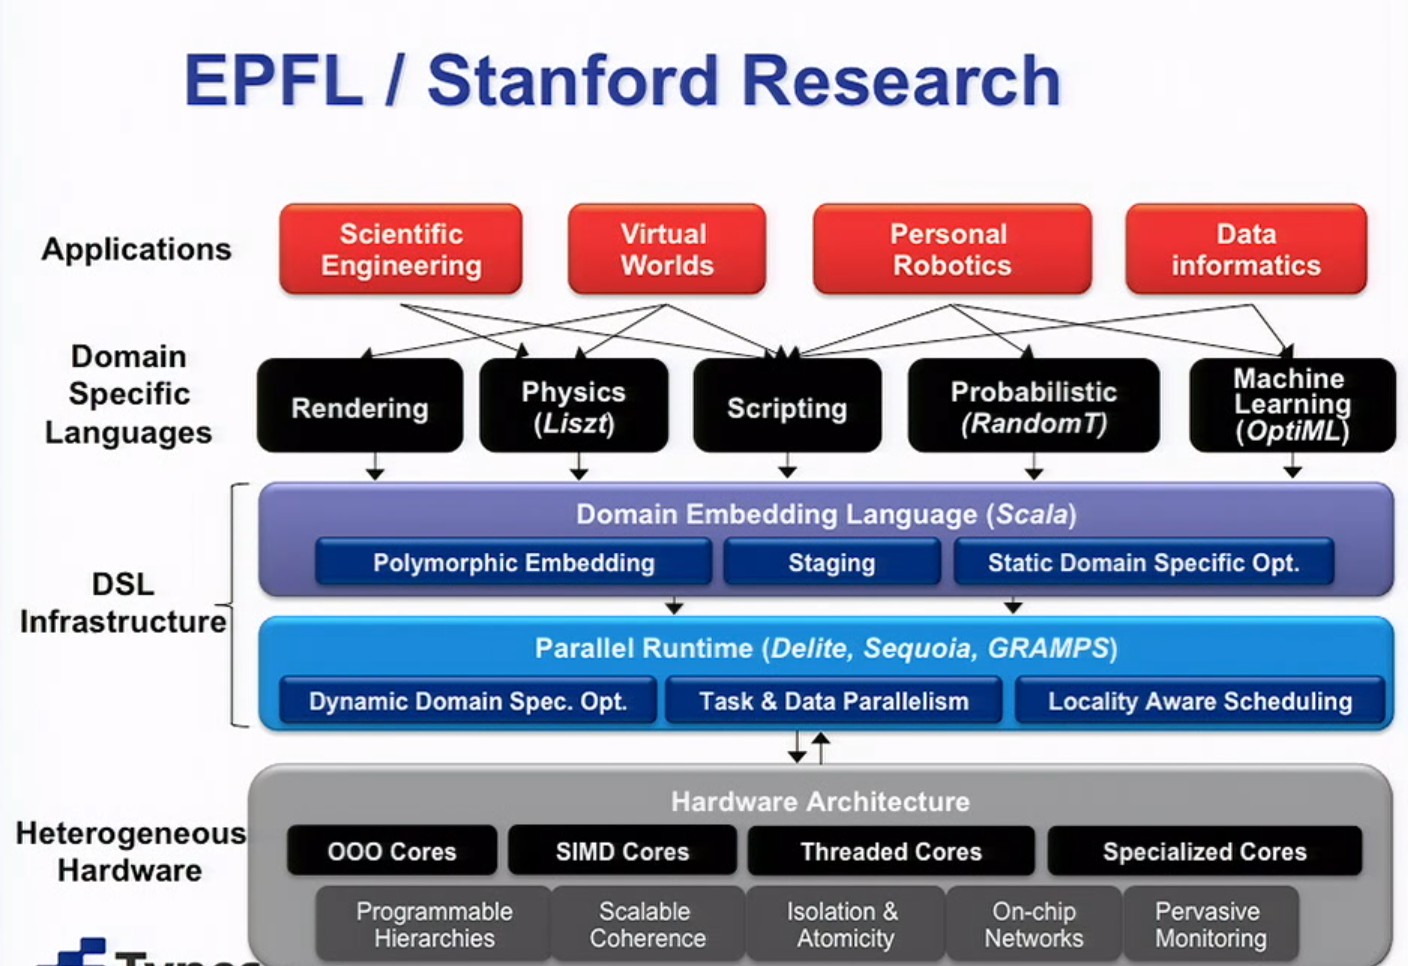 EPFL / Stanford Research
Applications
Scientific
Engineering
Virtual
Worlds
Personal
Robotics
Data
informatics
Domain
Specific
Languages
Rendering
Physics
(Liszt)
Scripting
Probabilistic
(RandomT)
Machine
Learning
(OptiML)
DSL
Infrastructure
Domain Embedding Language (Scala)
Polymorphic Embedding
Staging
Static Domain Specific Opt.
Parallel Runtime (Delite, Sequoia, GRAMPS)
Dynamic Domain Spec. Opt.
Task & Data Parallelism
Locality Aware Scheduling
Heterogeneous
Hardware
Hardware Architecture
OOO Cores
SIMD Cores
Threaded Cores
Specialized Cores
Programmable
Hierarchies
Scalable
Coherence
Isolation &
Atomicity
On-chip
Networks
Pervasive
Monitoring